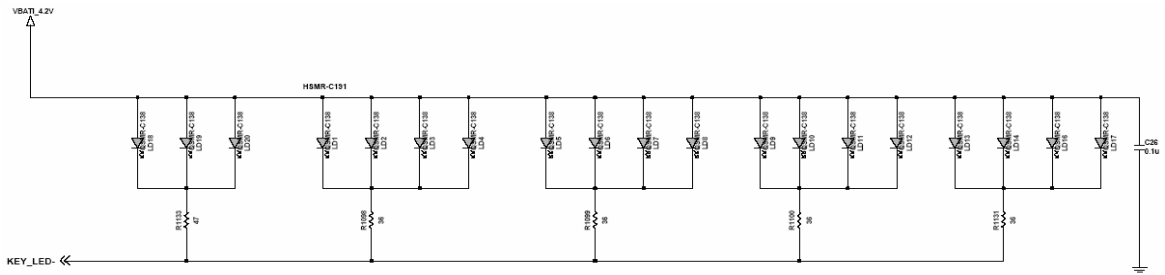 VBATI_4.2V
HSMR-C191
HSMR-C138
LD18
HSMR-C138
LD19
HSMR-C138
LD20
HSMR-C138
LD1
HSMR-C138
LD2
HSMR-C138
LD3
HSMR-C138
LD4
HSMR-C138
LD5
HSMR-C138
LD6
HSMR-C138
LD7
HSMR-C138
LD8
HSMR-C138
LD9
HSMR-C138
LD10
HSMR-C138
LD11
HSMR-C138
LD12
HSMR-C138
LD13
HSMR-C138
LD14
HSMR-C138
LD16
HSMR-C138
LD17
C26
0.1u
R1133
47
R1098
36
R1099
36
R1100
36
R1131
36
KEY_LED-